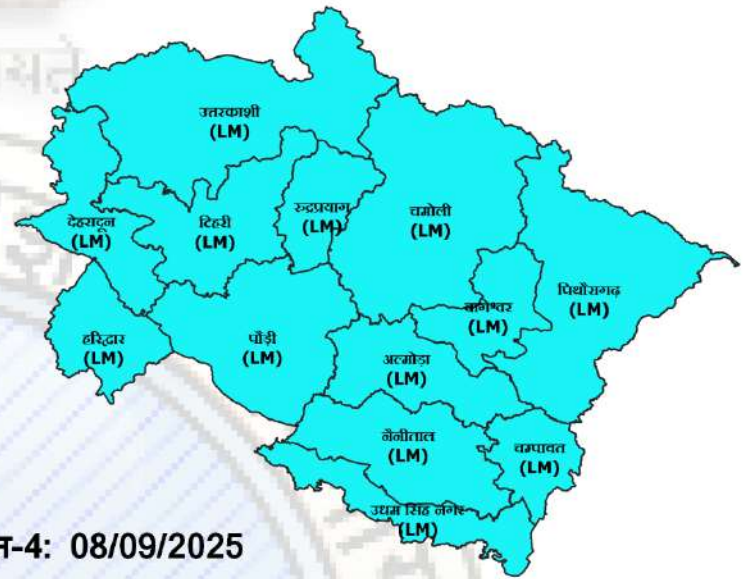 उत्तरकाशी
(LM)
देहरादून
(LM)
टिहरी
(LM)
रुद्रप्रयाग
(LM)
चमोली
(LM)
पिथौरागढ़
(LM)
बागेश्वर
(LM)
हरिद्वार
(LM)
पौड़ी
(LM)
अल्मोड़ा
(LM)
नैनीताल
(LM)
चम्पावत
(LM)
उधम सिंह नगर
(LM)
-4: 08/09/2025